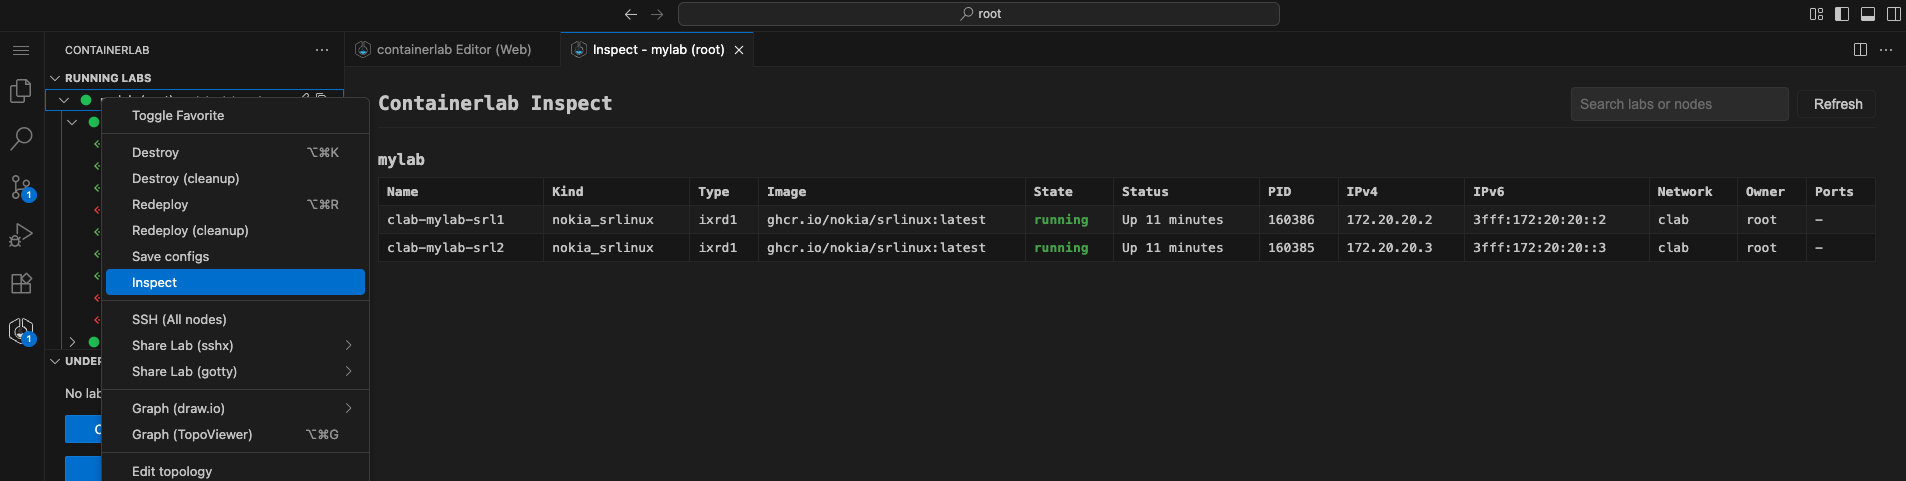 root
CONTAINERLAB
containerlab Editor (Web)
Inspect - mylab (root)
RUNNING LABS
Toggle Favorite
Destroy ⌥⌘K
Destroy (cleanup)
Redeploy ⌥⌘R
Redeploy (cleanup)
Save configs
Inspect
SSH (All nodes)
Share Lab (sshx)
Share Lab (gotty)
Graph (draw.io)
Graph (TopoViewer) ⌥⌘G
Edit topology
1
1
UNDER
No lab
Containerlab Inspect
Search labs or nodes
Refresh
mylab
Name Kind Type Image State Status PID IPv4 IPv6 Network Owner Ports
clab-mylab-srl1 nokia_srlinux ixrd1 ghcr.io/nokia/srlinux:latest running Up 11 minutes 160386 172.20.20.2 3fff:172:20:20::2 clab root –
clab-mylab-srl2 nokia_srlinux ixrd1 ghcr.io/nokia/srlinux:latest running Up 11 minutes 160385 172.20.20.3 3fff:172:20:20::3 clab root –